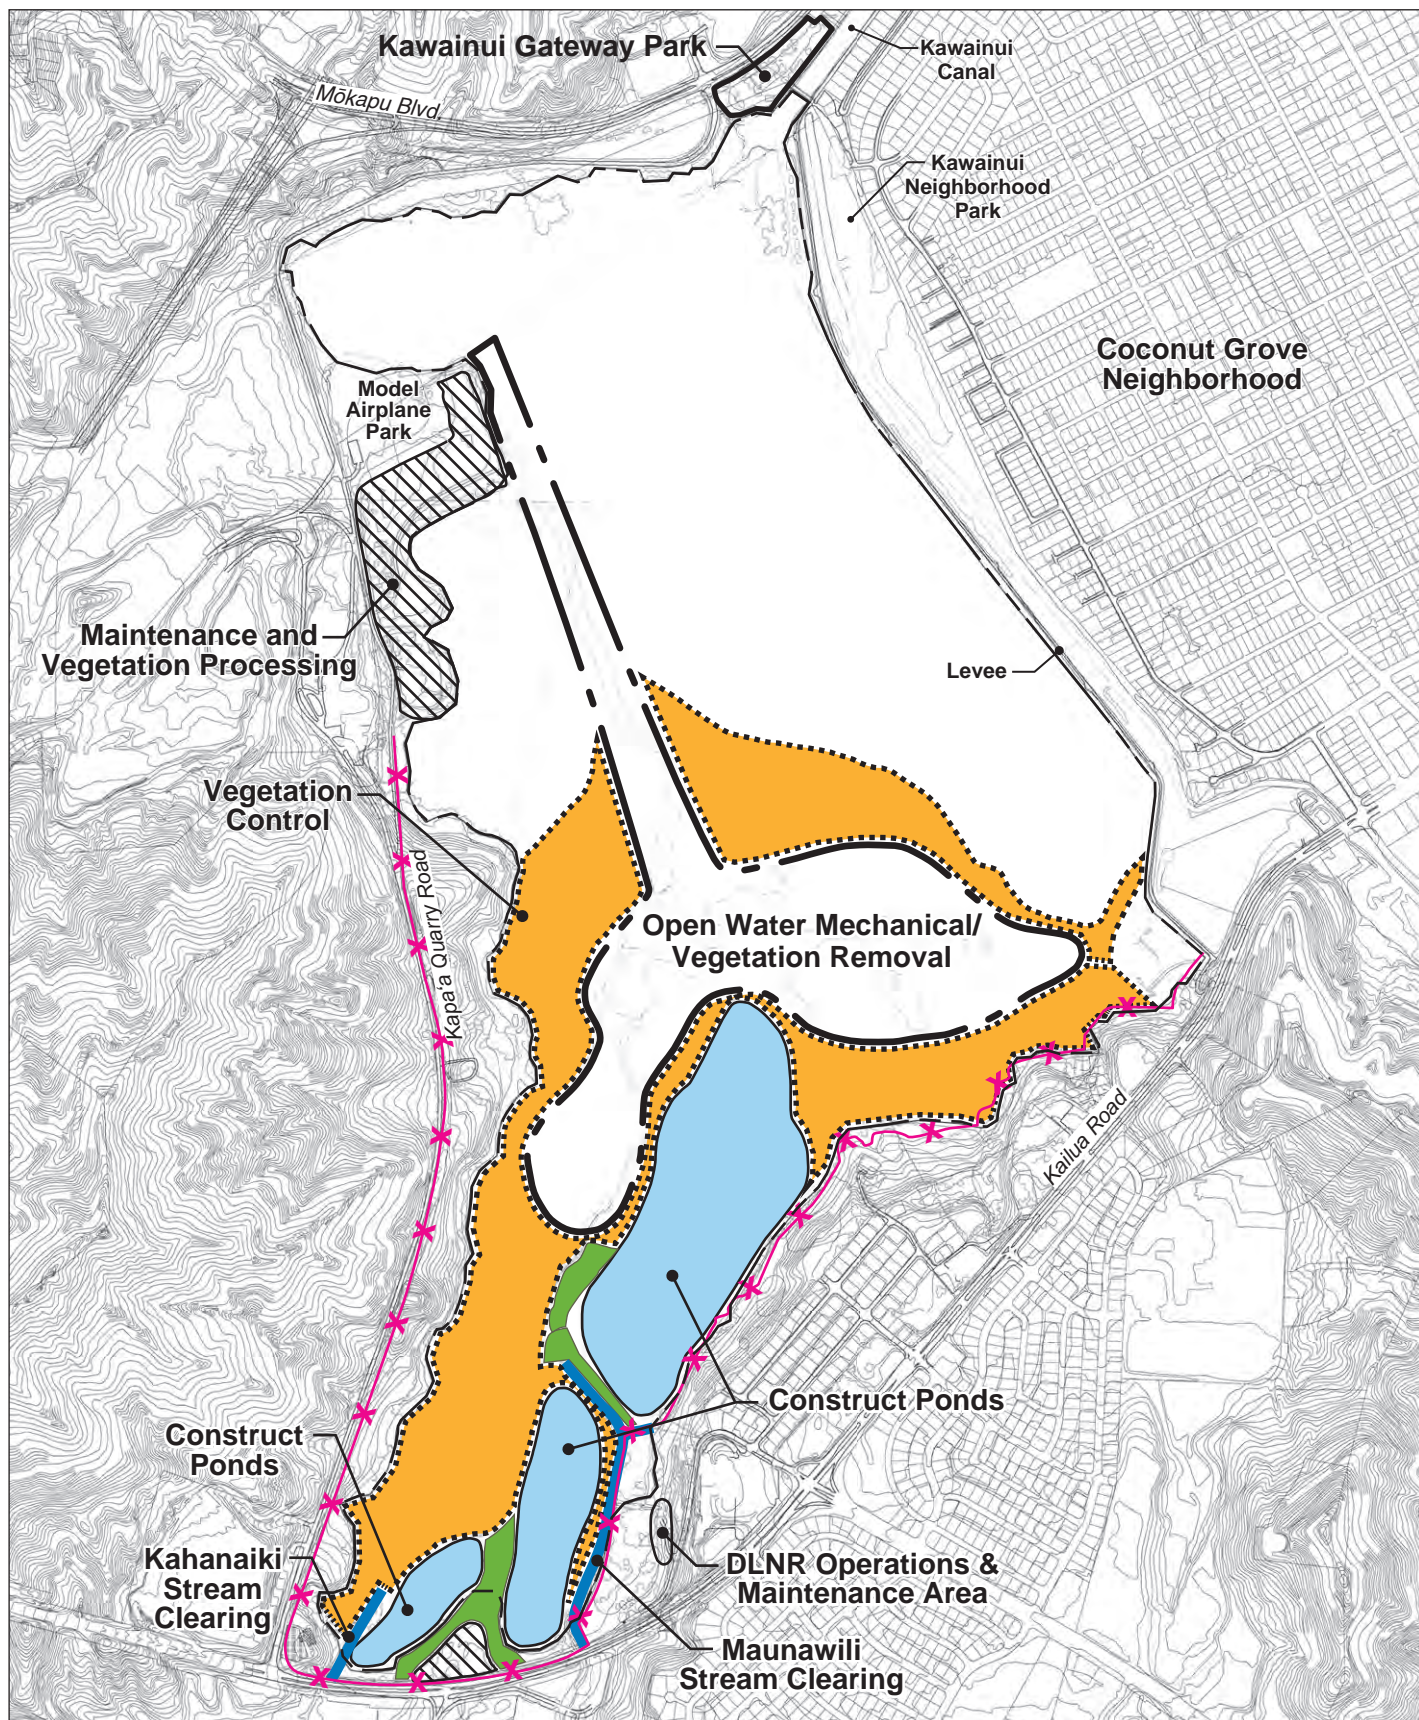 Kawainui Gateway Park
Kawainui
Canal
Mōkapu Blvd.
Kawainui
Neighborhood
Park
Coconut Grove
Neighborhood
Model
Airplane
Park
Maintenance and
Vegetation Processing
Levee
Vegetation
Control
Kapa‘a Quarry Road
Open Water Mechanical/
Vegetation Removal
Kailua Road
Construct Ponds
Construct
Ponds
Kahanaiki
Stream
Clearing
DLNR Operations &
Maintenance Area
Maunawili
Stream Clearing